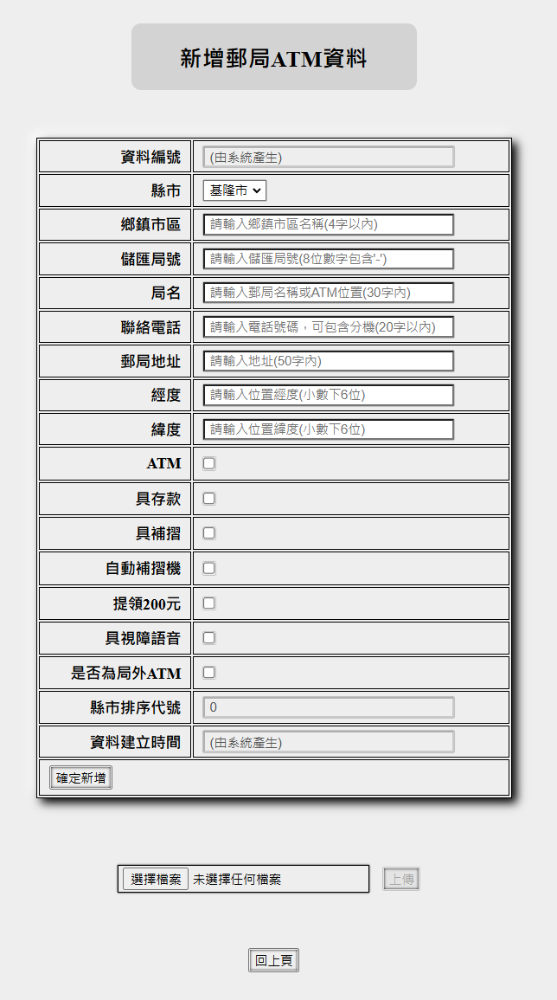 新增郵局ATM資料
資料編號 (由系統產生)
縣市 基隆市
鄉鎮市區 請輸入鄉鎮市區名稱(4字以內)
儲匯局號 請輸入儲匯局號(8位數字包含'-')
局名 請輸入郵局名稱或ATM位置(30字內)
聯絡電話 請輸入電話號碼，可包含分機(20字以內)
郵局地址 請輸入地址(50字內)
經度 請輸入位置經度(小數下6位)
緯度 請輸入位置緯度(小數下6位)
ATM
具存款
具補摺
自動補摺機
提領200元
具視障語音
是否為局外ATM
縣市排序代號 0
資料建立時間 (由系統產生)
確定新增
選擇檔案 未選擇任何檔案 上傳
回上頁